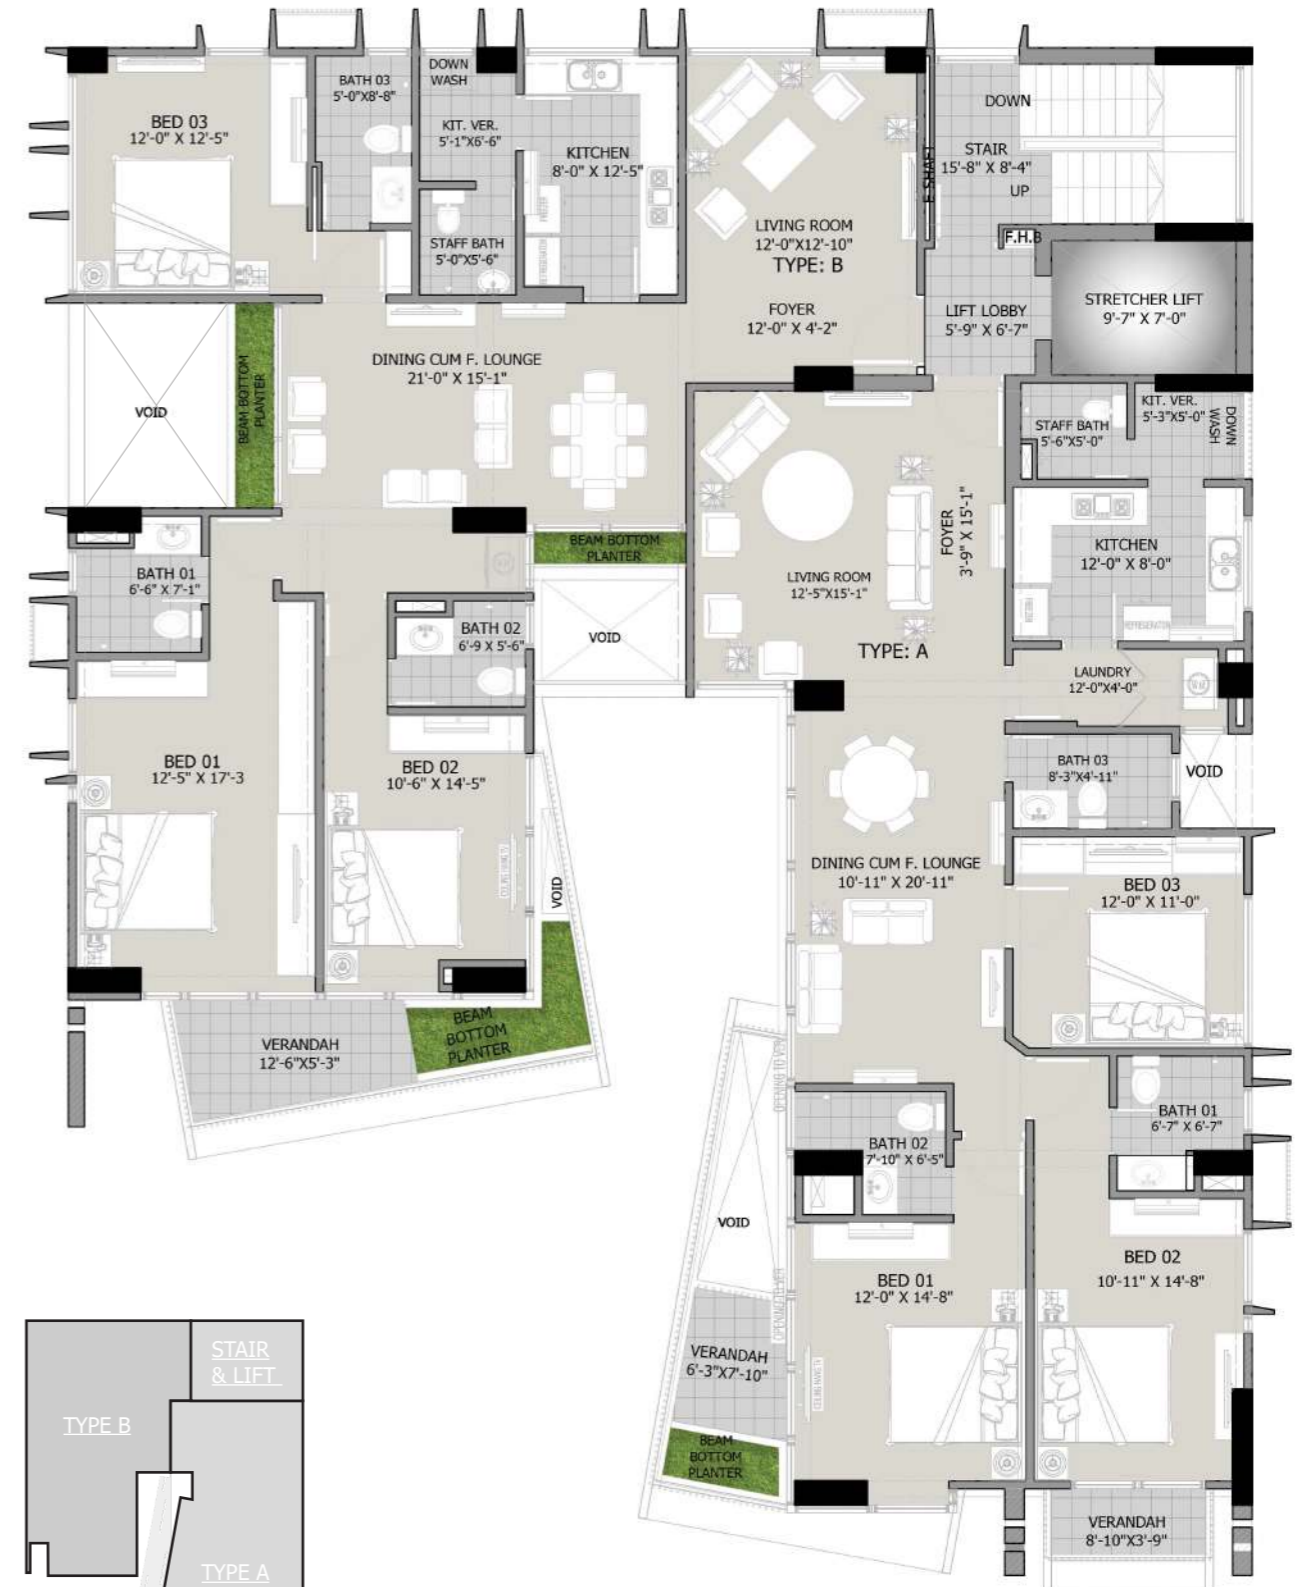 BED 03
12'-0" X 12'-5"
BATH 03
5'-0"X8'-8"
DOWN
WASH
KIT. VER.
5'-1"X6'-6"
KITCHEN
8'-0" X 12'-5"
STAFF BATH
5'-0"X5'-6"
FREEZER
REFRIGERATOR
LIVING ROOM
12'-0"X12'-10"
TYPE: B
FOYER
12'-0" X 4'-2"
E.SHAFT
DOWN
STAIR
15'-8" X 8'-4"
UP
F.H.B
LIFT LOBBY
5'-9" X 6'-7"
STRETCHER LIFT
9'-7" X 7'-0"
VOID
BEAM BOTTOM
PLANTER
DINING CUM F. LOUNGE
21'-0" X 15'-1"
BEAM BOTTOM
PLANTER
VOID
STAFF BATH
5'-6"X5'-0"
KIT. VER.
5'-3"X5'-0"
DOWN
WASH
KITCHEN
12'-0" X 8'-0"
FREEZER
REFRIGERATOR
FOYER
3'-9" X 15'-1"
LIVING ROOM
12'-5"X15'-1"
TYPE: A
LAUNDRY
12'-0"X4'-0"
BATH 01
6'-6" X 7'-1"
BATH 02
6'-9 X 5'-6"
BED 01
12'-5" X 17'-3
BED 02
10'-6" X 14'-5"
VOID
VERANDAH
12'-6"X5'-3"
BEAM
BOTTOM
PLANTER
BATH 03
8'-3"X4'-11"
VOID
DINING CUM F. LOUNGE
10'-11" X 20'-11"
BED 03
12'-0" X 11'-0"
BATH 01
6'-7" X 6'-7"
BATH 02
7'-10" X 6'-5"
VOID
BED 01
12'-0" X 14'-8"
BED 02
10'-11" X 14'-8"
VERANDAH
6'-3"X7'-10"
BEAM
BOTTOM
PLANTER
VERANDAH
8'-10"X3'-9"
STAIR
& LIFT
TYPE B
TYPE A